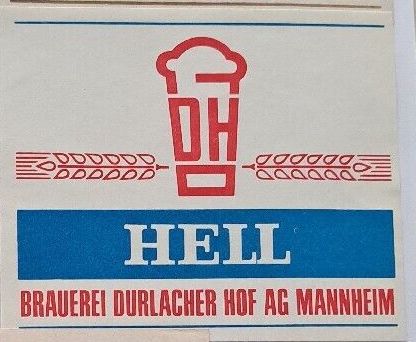 DH
HELL
BRAUEREI DURLACHER HOF AG MANNHEIM